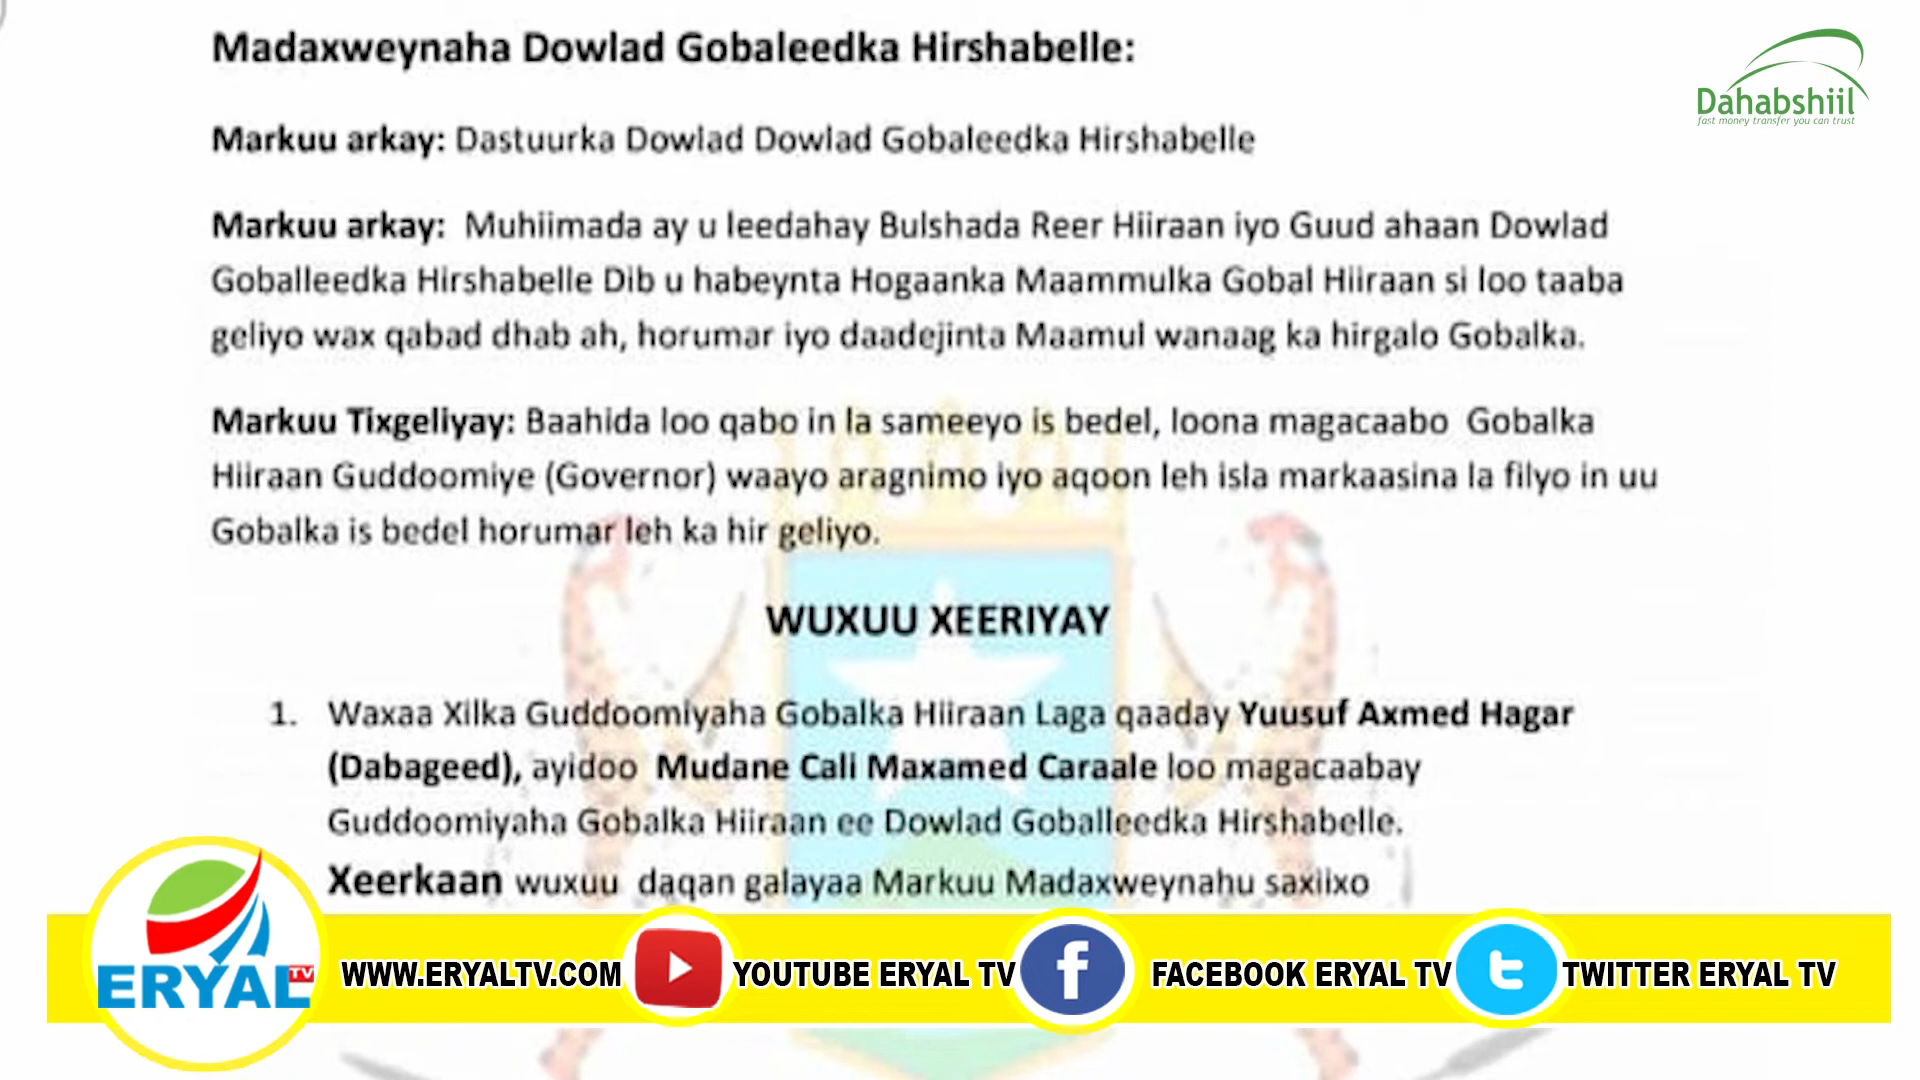 Madaxweynaha Dowlad Gobaleedka Hirshabelle:
Dahabshiil
fast money transfer you can trust
Markuu arkay: Dastuurka Dowlad Dowlad Gobaleedka Hirshabelle
Markuu arkay: Muhiimada ay u leedahay Bulshada Reer Hiiraan iyo Guud ahaan Dowlad
Goballeedka Hirshabelle Dib u habeynta Hogaanka Maammulka Gobal Hiiraan si loo taaba
geliyo wax qabad dhab ah, horumar iyo daadejinta Maamul wanaag ka hirgalo Gobalka.
Markuu Tixgeliyay: Baahida loo qabo in la sameeyo is bedel, loona magacaabo Gobalka
Hiiraan Guddoomiye (Governor) waayo aragnimo iyo aqoon leh isla markaasina la filyo in uu
Gobalka is bedel horumar leh ka hir geliyo.
WUXUU XEERIYAY
1. Waxaa Xilka Guddoomiyaha Gobalka Hiiraan Laga qaaday Yuusuf Axmed Hagar
(Dabageed), ayidoo Mudane Cali Maxamed Caraale loo magacaabay
Guddoomiyaha Gobalka Hiiraan ee Dowlad Goballeedka Hirshabelle.
Xeerkaan wuxuu daqan galayaa Markuu Madaxweynahu saxiixo
ERYAL TV
WWW.ERYALTV.COM
YOUTUBE ERYAL TV
FACEBOOK ERYAL TV
TWITTER ERYAL TV